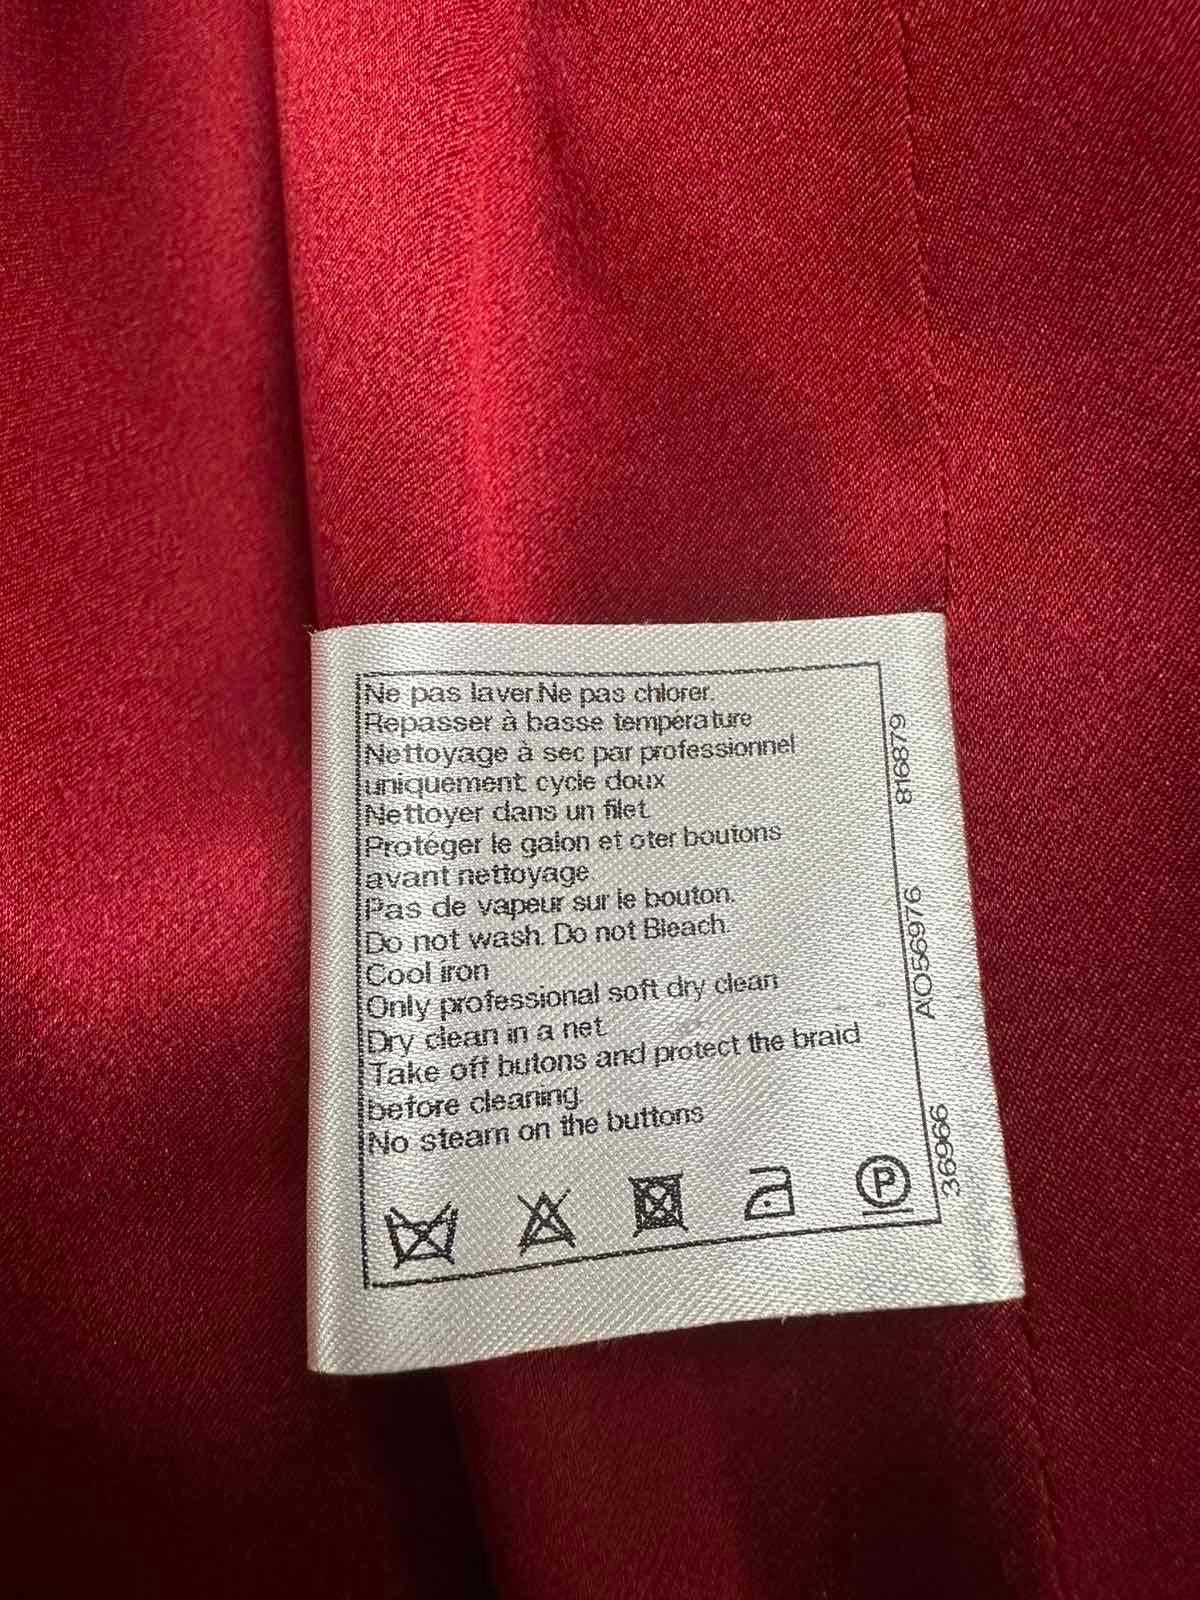 Ne pas laver.Ne pas chlorer.
Repasser à basse temperature
Nettoyage à sec par professionnel
uniquement cycle doux
Nettoyer dans un filet
Protéger le galon et oter boutons
avant nettoyage
Pas de vapeur sur le bouton.
Do not wash. Do not Bleach.
Cool iron
Only professional soft dry clean
Dry clean in a net
Take off butons and protect the braid
before cleaning
No steam on the buttons
P
36966
AO56976
816879